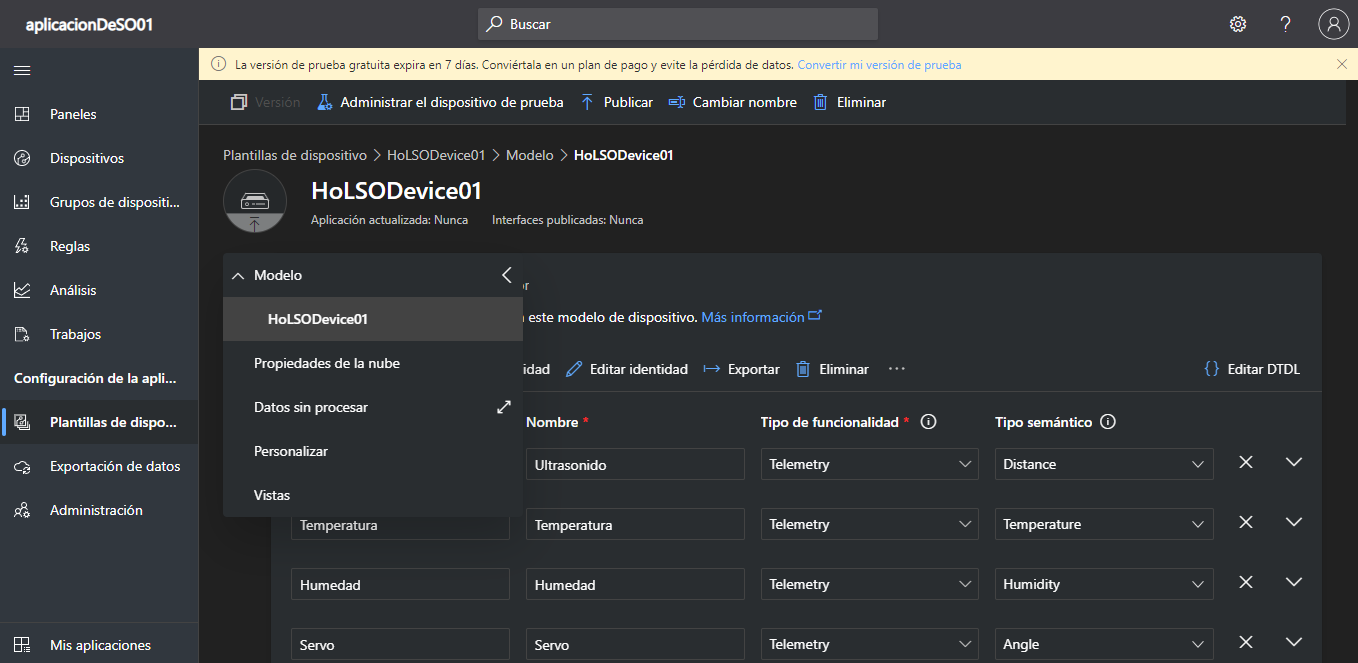 aplicacionDeSO01
Buscar
La versión de prueba gratuita expira en 7 días. Conviértala en un plan de pago y evite la pérdida de datos. Convertir mi versión de prueba
Versión Administrar el dispositivo de prueba Publicar Cambiar nombre Eliminar
Paneles
Dispositivos
Grupos de dispositi...
Reglas
Análisis
Trabajos
Configuración de la apli...
Plantillas de dispo...
Exportación de datos
Administración
Mis aplicaciones
Plantillas de dispositivo > HoLSODevice01 > Modelo > HoLSODevice01
HoLSODevice01
Aplicación actualizada: Nunca Interfaces publicadas: Nunca
Modelo
HoLSODevice01
Propiedades de la nube
Datos sin procesar
Personalizar
Vistas
este modelo de dispositivo. Más información
idad Editar identidad Exportar Eliminar ... {} Editar DTDL
Nombre * Tipo de funcionalidad * Tipo semántico
Ultrasonido Telemetry Distance
Temperatura Temperatura Telemetry Temperature
Humedad Humedad Telemetry Humidity
Servo Servo Telemetry Angle